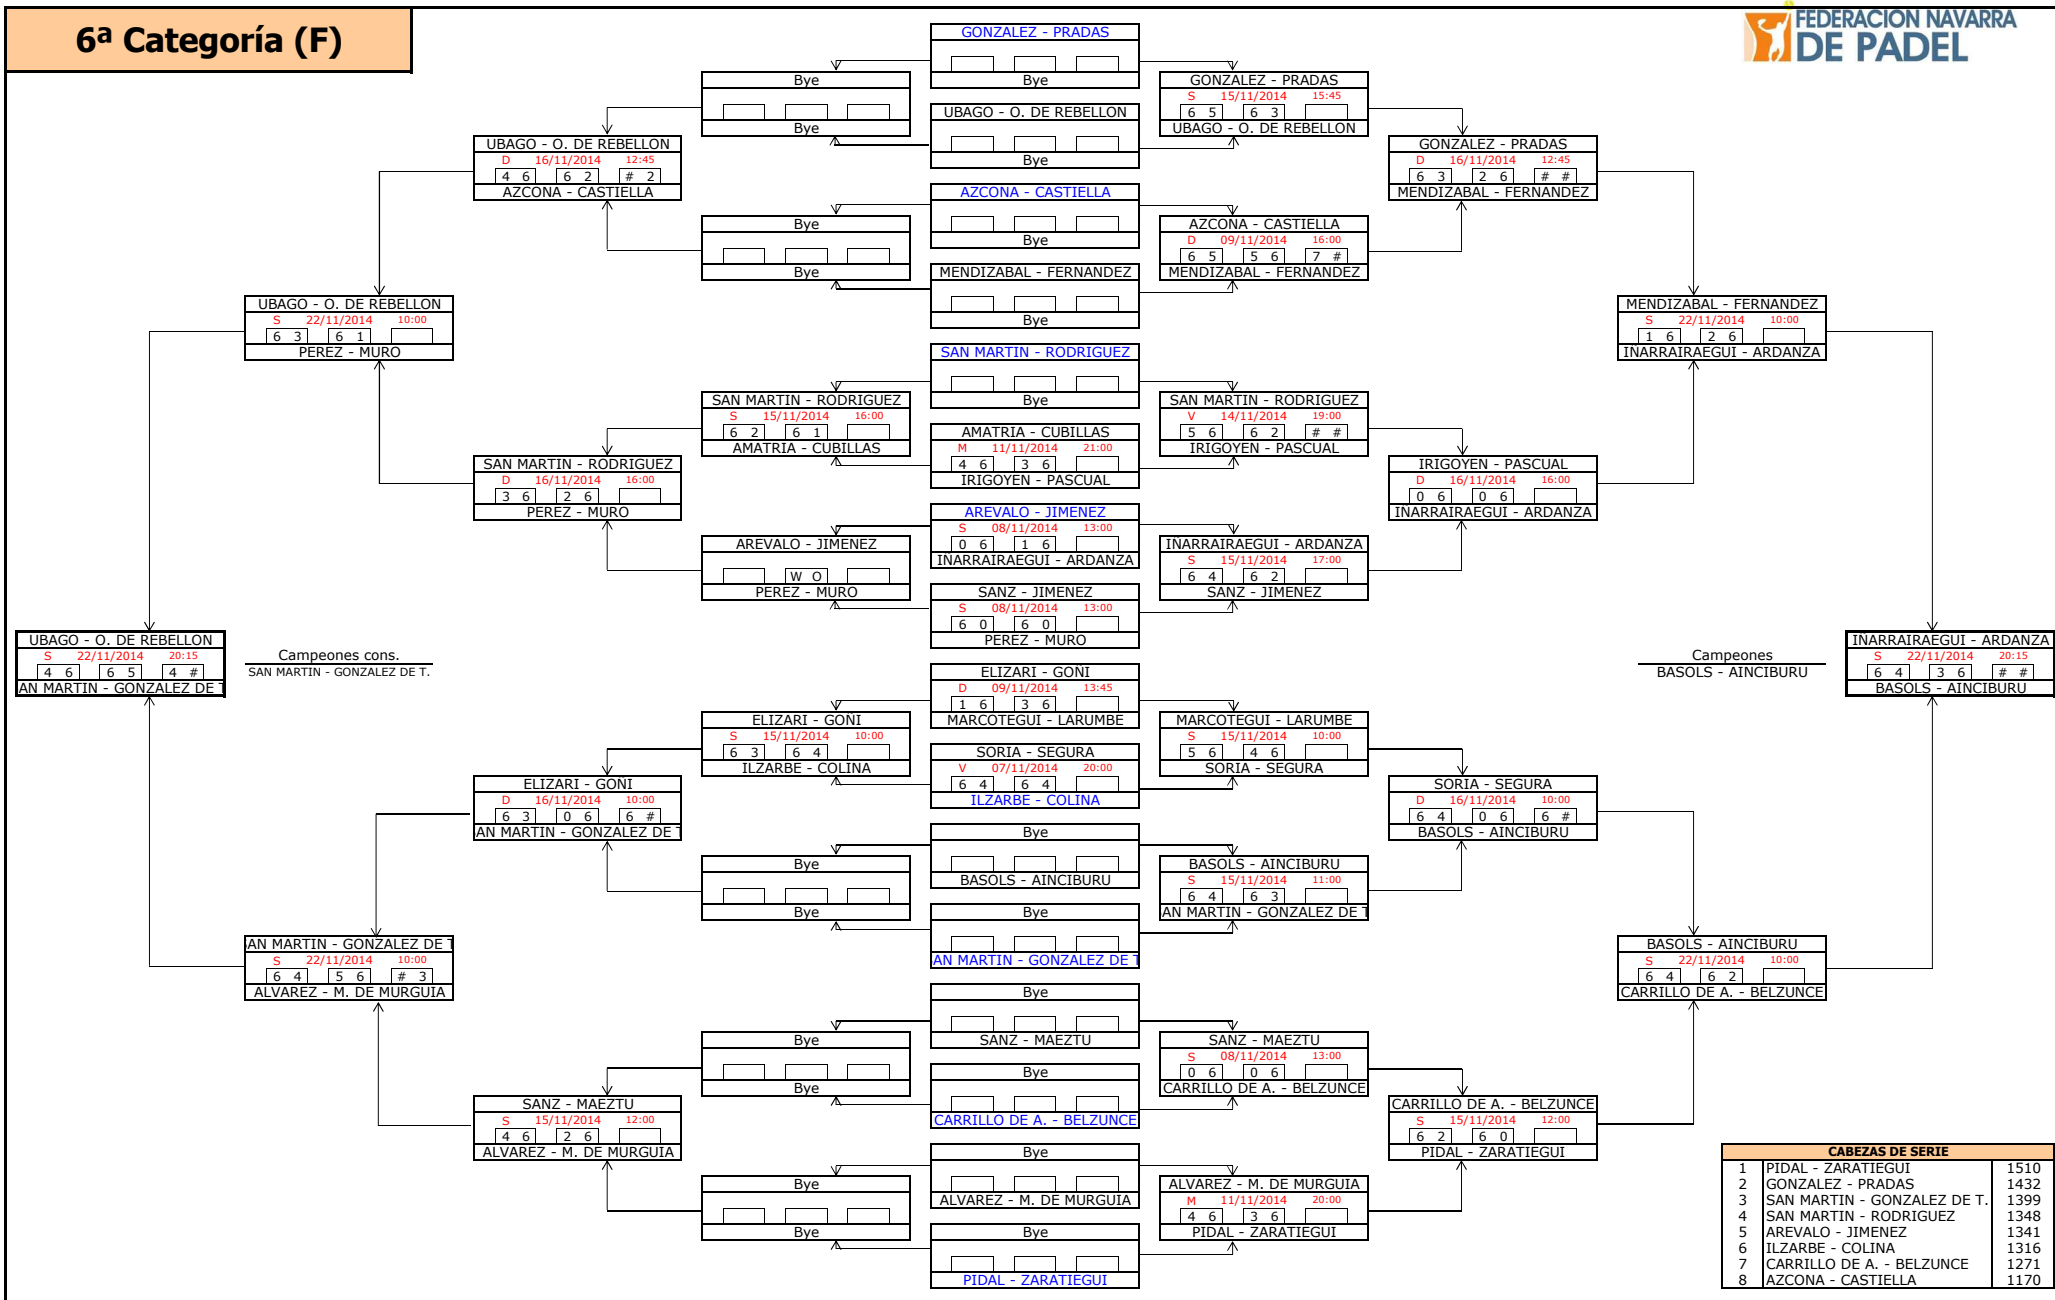 6ª Categoría (F)
FEDERACION NAVARRA
DE PADEL
GONZALEZ - PRADAS
Bye
UBAGO - O. DE REBELLON
Bye
AZCONA - CASTIELLA
Bye
MENDIZABAL - FERNANDEZ
Bye
SAN MARTIN - RODRIGUEZ
Bye
AMATRIA - CUBILLAS
M 11/11/2014 21:00
4 6 3 6
IRIGOYEN - PASCUAL
AREVALO - JIMENEZ
S 08/11/2014 13:00
0 6 1 6
IÑARRAIRAEGUI - ARDANZA
SANZ - JIMENEZ
S 08/11/2014 13:00
6 0 6 0
PEREZ - MURO
ELIZARI - GOÑI
D 09/11/2014 13:45
1 6 3 6
MARCOTEGUI - LARUMBE
SORIA - SEGURA
V 07/11/2014 20:00
6 4 6 4
ILZARBE - COLINA
Bye
BASOLS - AINCIBURU
Bye
AN MARTIN - GONZALEZ DE T
Bye
SANZ - MAEZTU
Bye
CARRILLO DE A. - BELZUNCE
Bye
ALVAREZ - M. DE MURGUIA
Bye
PIDAL - ZARATIEGUI
Bye
Bye
Bye
Bye
SAN MARTIN - RODRIGUEZ
S 15/11/2014 16:00
6 2 6 1
AMATRIA - CUBILLAS
AREVALO - JIMENEZ
W O
PEREZ - MURO
ELIZARI - GOÑI
S 15/11/2014 10:00
6 3 6 4
ILZARBE - COLINA
Bye
Bye
Bye
Bye
Bye
Bye
GONZALEZ - PRADAS
S 15/11/2014 15:45
6 5 6 3
UBAGO - O. DE REBELLON
AZCONA - CASTIELLA
D 09/11/2014 16:00
6 5 5 6 7 #
MENDIZABAL - FERNANDEZ
SAN MARTIN - RODRIGUEZ
V 14/11/2014 19:00
5 6 6 2 # #
IRIGOYEN - PASCUAL
IÑARRAIRAEGUI - ARDANZA
S 15/11/2014 17:00
6 4 6 2
SANZ - JIMENEZ
MARCOTEGUI - LARUMBE
S 15/11/2014 10:00
5 6 4 6
SORIA - SEGURA
BASOLS - AINCIBURU
S 15/11/2014 11:00
6 4 6 3
AN MARTIN - GONZALEZ DE T
SANZ - MAEZTU
S 08/11/2014 13:00
0 6 0 6
CARRILLO DE A. - BELZUNCE
ALVAREZ - M. DE MURGUIA
M 11/11/2014 20:00
4 6 3 6
PIDAL - ZARATIEGUI
UBAGO - O. DE REBELLON
D 16/11/2014 12:45
4 6 6 2 # 2
AZCONA - CASTIELLA
SAN MARTIN - RODRIGUEZ
D 16/11/2014 16:00
3 6 2 6
PEREZ - MURO
ELIZARI - GOÑI
D 16/11/2014 10:00
6 3 0 6 6 #
AN MARTIN - GONZALEZ DE T
SANZ - MAEZTU
S 15/11/2014 12:00
4 6 2 6
ALVAREZ - M. DE MURGUIA
GONZALEZ - PRADAS
D 16/11/2014 12:45
6 3 2 6 # #
MENDIZABAL - FERNANDEZ
IRIGOYEN - PASCUAL
D 16/11/2014 16:00
0 6 0 6
IÑARRAIRAEGUI - ARDANZA
SORIA - SEGURA
D 16/11/2014 10:00
6 4 0 6 6 #
BASOLS - AINCIBURU
CARRILLO DE A. - BELZUNCE
S 15/11/2014 12:00
6 2 6 0
PIDAL - ZARATIEGUI
UBAGO - O. DE REBELLON
S 22/11/2014 10:00
6 3 6 1
PEREZ - MURO
SAN MARTIN - GONZALEZ DE T
S 22/11/2014 10:00
6 4 5 6 # 3
ALVAREZ - M. DE MURGUIA
MENDIZABAL - FERNANDEZ
S 22/11/2014 10:00
1 6 2 6
IÑARRAIRAEGUI - ARDANZA
BASOLS - AINCIBURU
S 22/11/2014 10:00
6 4 6 2
CARRILLO DE A. - BELZUNCE
UBAGO - O. DE REBELLON
S 22/11/2014 20:15
4 6 6 5 4 #
AN MARTIN - GONZALEZ DE T
Campeones cons.
SAN MARTIN - GONZALEZ DE T.
Campeones
BASOLS - AINCIBURU
IÑARRAIRAEGUI - ARDANZA
S 22/11/2014 20:15
6 4 3 6 # #
BASOLS - AINCIBURU
CABEZAS DE SERIE
1 PIDAL - ZARATIEGUI 1510
2 GONZALEZ - PRADAS 1432
3 SAN MARTIN - GONZALEZ DE T. 1399
4 SAN MARTIN - RODRIGUEZ 1348
5 AREVALO - JIMENEZ 1341
6 ILZARBE - COLINA 1316
7 CARRILLO DE A. - BELZUNCE 1271
8 AZCONA - CASTIELLA 1170